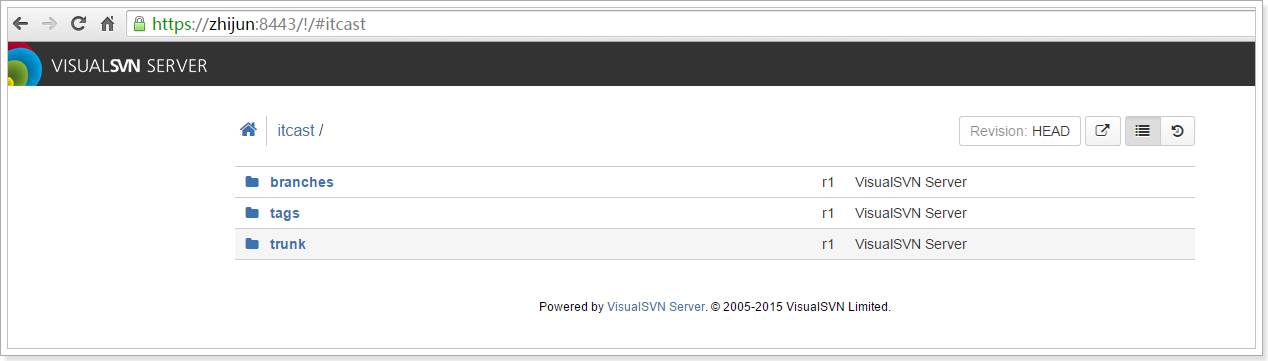 https://zhijun:8443/!/#itcast
VISUALSVN SERVER
itcast /
Revision: HEAD
branches r1 VisualSVN Server
tags r1 VisualSVN Server
trunk r1 VisualSVN Server
Powered by VisualSVN Server. © 2005-2015 VisualSVN Limited.